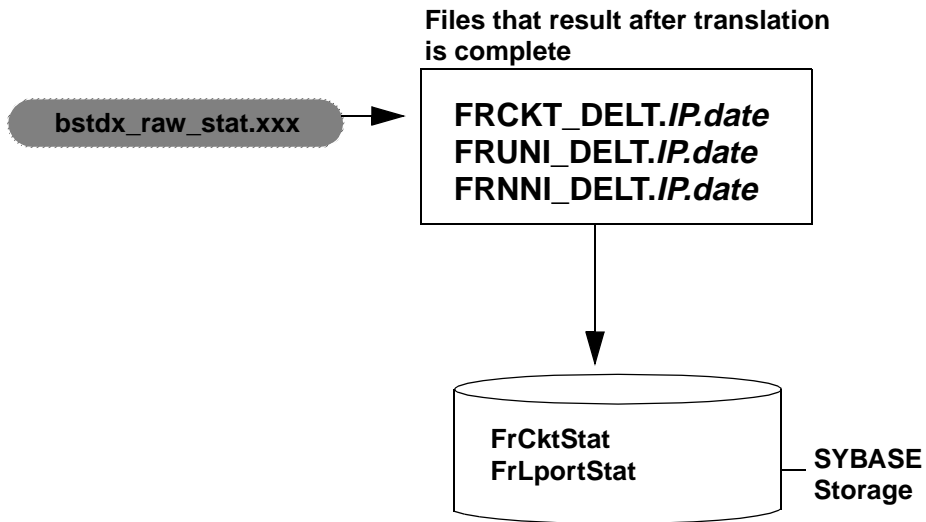 Files that result after translation
is complete
bstdx_raw_stat.xxx
FRCKT_DELT.IP.date
FRUNI_DELT.IP.date
FRNNI_DELT.IP.date
FrCktStat
FrLportStat
SYBASE
Storage